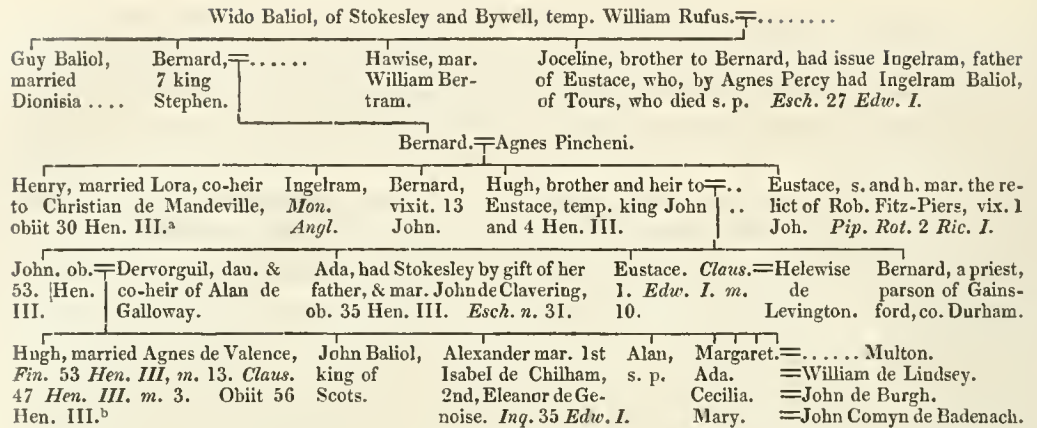 Wido Baliol, of Stokesley and Bywell, temp. William Rufus.=........
Guy Baliol,
married
Dionisia ....
Bernard,=......
7 king
Stephen.
Hawise, mar.
William Ber-
tram.
Joceline, brother to Bernard, had issue Ingelram, father
of Eustace, who, by Agnes Percy had Ingelram Baliol,
of Tours, who died s. p. Esch. 27 Edw. I.
Bernard.=Agnes Pincheni.
Henry, married Lora, co-heir
to Christian de Mandeville,
obiit 30 Hen. III.ª
Ingelram,
Mon.
Angl.
Bernard,
vixit. 13
John.
Hugh, brother and heir to=..
Eustace, temp. king John ..
and 4 Hen. III.
Eustace, s. and h. mar. the re-
lict of Rob. Fitz-Piers, vix. 1
Joh. Pip. Rot. 2 Ric. I.
John. ob.=Dervorguil, dau. &
53. Hen. co-heir of Alan de
III. Galloway.
Ada, had Stokesley by gift of her
father, & mar. John de Clavering,
ob. 35 Hen. III. Esch. n. 31.
Eustace. Claus.=Helewise
1. Edw. I. m. de
10. Levington.
Bernard, a priest,
parson of Gains-
ford, co. Durham.
Hugh, married Agnes de Valence,
Fin. 53 Hen. III, m. 13. Claus.
47 Hen. III. m. 3. Obiit 56
Hen. III.ᵇ
John Baliol,
king of
Scots.
Alexander mar. 1st
Isabel de Chilham,
2nd, Eleanor de Ge-
noise. Inq. 35 Edw. I.
Alan,
s. p.
Margaret.=...... Multon.
Ada. =William de Lindsey.
Cecilia. =John de Burgh.
Mary. =John Comyn de Badenach.